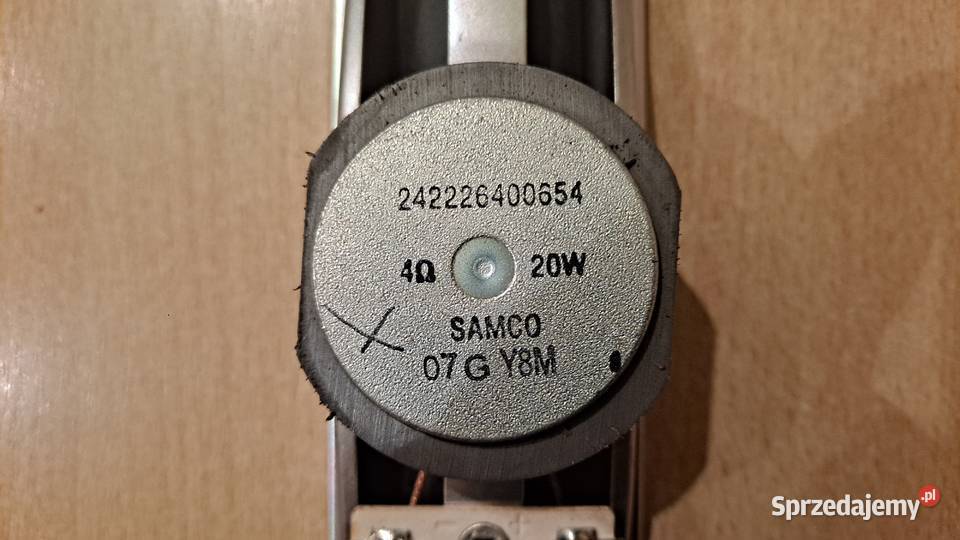 242226400654
4Ω 20W
SAMCO
07 G Y8M
Sprzedajemy.pl